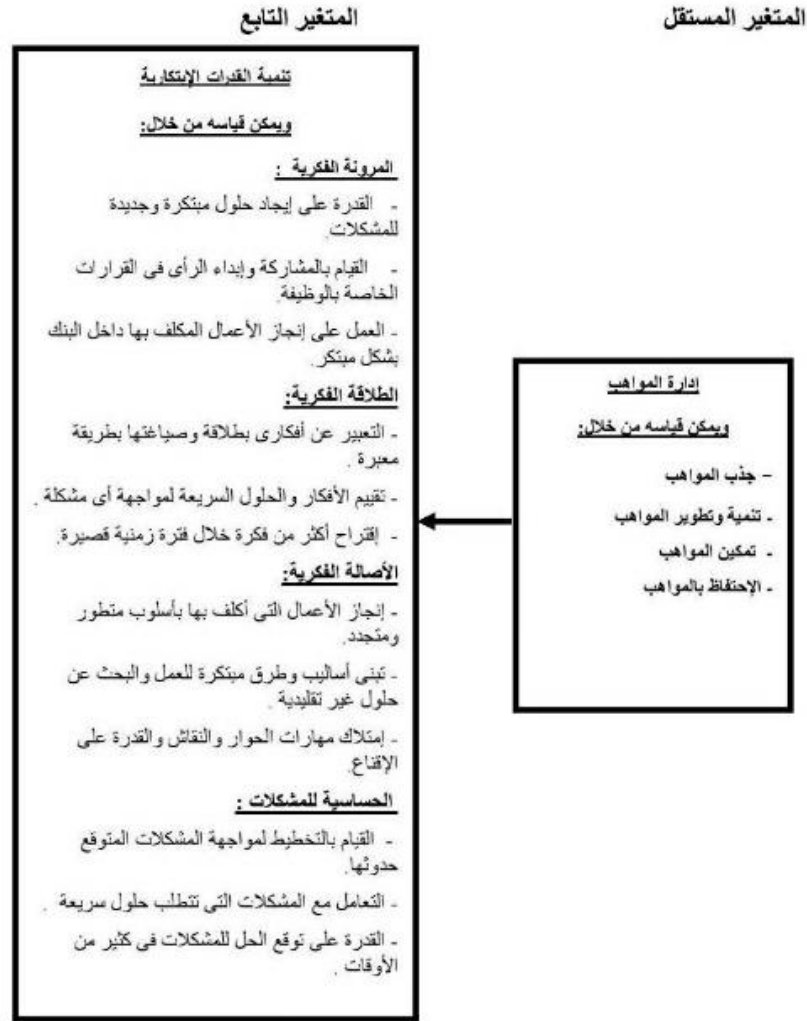 المتغير المستقل
المتغير التابع
إدارة المواهب
ويمكن قياسه من خلال:
- جذب المواهب
- تنمية وتطوير المواهب
- تمكين المواهب
- الإحتفاظ بالمواهب
تنمية القدرات الإبتكارية
ويمكن قياسه من خلال:
المرونة الفكرية :
- القدرة على إيجاد حلول مبتكرة وجديدة
للمشكلات.
- القيام بالمشاركة وإبداء الرأى فى القرارات
الخاصة بالوظيفة.
- العمل على إنجاز الأعمال المكلف بها داخل البنك
بشكل مبتكر.
الطلاقة الفكرية:
- التعبير عن أفكارى بطلاقة وصياغتها بطريقة
معبرة .
- تقييم الأفكار والحلول السريعة لمواجهة أى مشكلة .
- إقتراح أكثر من فكرة خلال فترة زمنية قصيرة.
الأصالة الفكرية:
- إنجاز الأعمال التى أكلف بها بأسلوب متطور
ومتجدد.
- تبنى أساليب وطرق مبتكرة للعمل والبحث عن
حلول غير تقليدية .
- إمتلاك مهارات الحوار والنقاش والقدرة على
الإقناع.
الحساسية للمشكلات :
- القيام بالتخطيط لمواجهة المشكلات المتوقع
حدوثها.
- التعامل مع المشكلات التى تتطلب حلول سريعة .
- القدرة على توقع الحل للمشكلات فى كثير من
الأوقات .